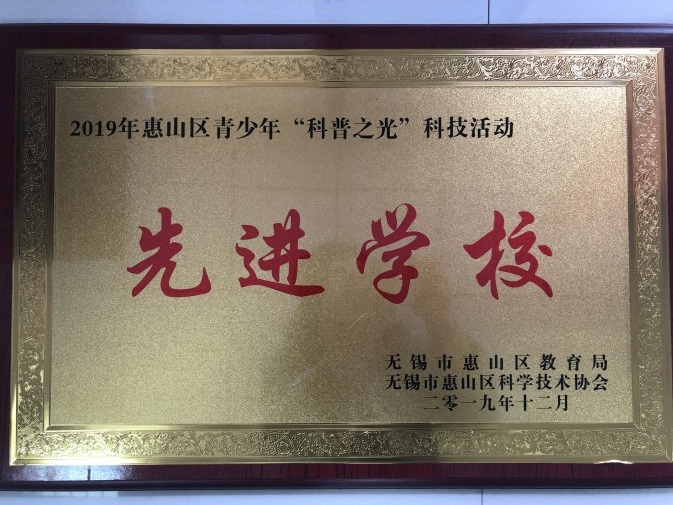 2019年惠山区青少年“科普之光”科技活动
先进学校
无锡市惠山区教育局
无锡市惠山区科学技术协会
二零一九年十二月